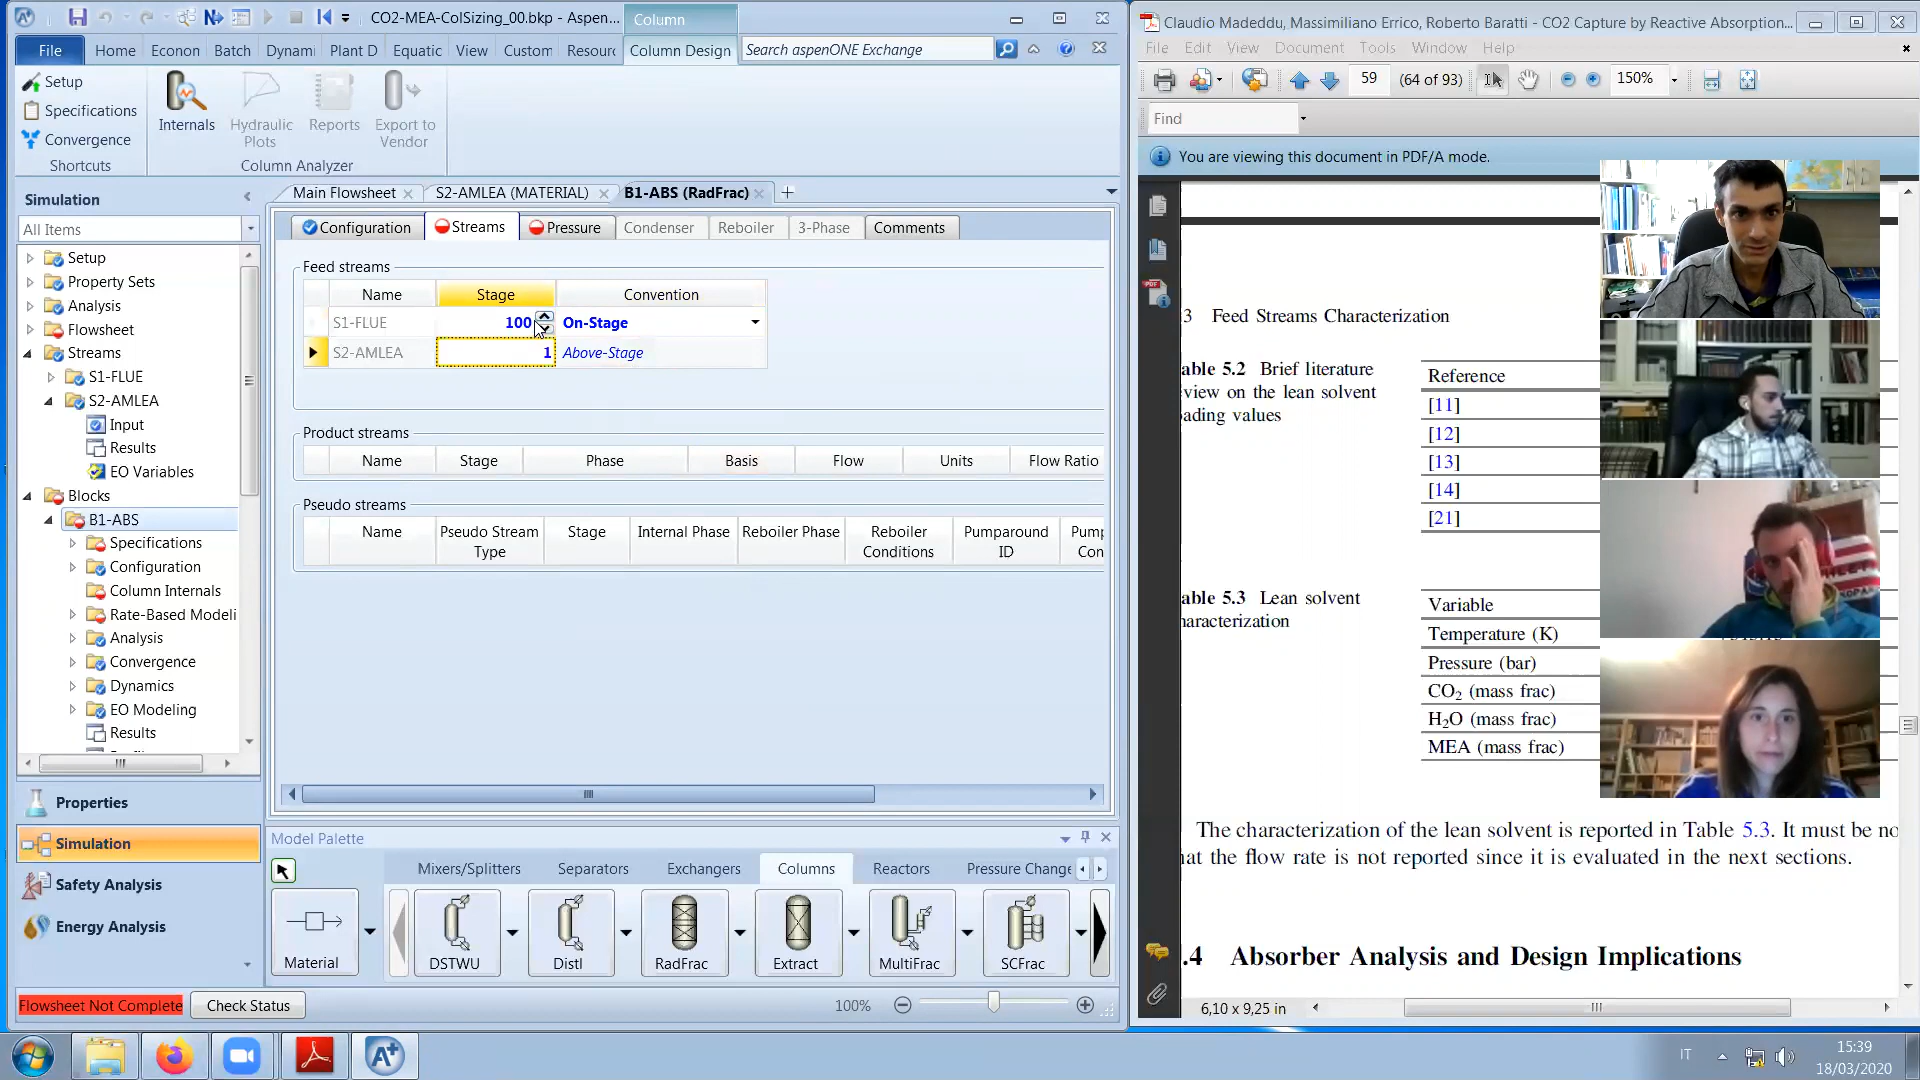 CO2-MEA-ColSizing_00.bkp - Aspen...
Column
File
Home
Econon
Batch
Dynami
Plant D
Equatic
View
Custom
Resourc
Column Design
Search aspenONE Exchange
Setup
Specifications
Convergence
Shortcuts
Internals
Hydraulic
Plots
Reports
Export to
Vendor
Column Analyzer
Simulation
All Items
Setup
Property Sets
Analysis
Flowsheet
Streams
S1-FLUE
S2-AMLEA
Input
Results
EO Variables
Blocks
B1-ABS
Specifications
Configuration
Column Internals
Rate-Based Modeli
Analysis
Convergence
Dynamics
EO Modeling
Results
Properties
Simulation
Safety Analysis
Energy Analysis
Flowsheet Not Complete
Check Status
Main Flowsheet
S2-AMLEA (MATERIAL)
B1-ABS (RadFrac)
Configuration
Streams
Pressure
Condenser
Reboiler
3-Phase
Comments
Feed streams
Name Stage Convention
S1-FLUE 100 On-Stage
S2-AMLEA 1 Above-Stage
Product streams
Name Stage Phase Basis Flow Units Flow Ratio
Pseudo streams
Name Pseudo Stream Stage Internal Phase Reboiler Phase Reboiler Pumparound Pump
Type Conditions ID Con
Model Palette
Mixers/Splitters
Separators
Exchangers
Columns
Reactors
Pressure Change
Material
DSTWU
Distl
RadFrac
Extract
MultiFrac
SCFrac
100%
Claudio Madeddu, Massimiliano Errico, Roberto Baratti - CO2 Capture by Reactive Absorption...
File Edit View Document Tools Window Help
59 (64 of 93) 150%
Find
You are viewing this document in PDF/A mode.
3 Feed Streams Characterization
able 5.2 Brief literature
view on the lean solvent
ading values
Reference
[11]
[12]
[13]
[14]
[21]
able 5.3 Lean solvent
haracterization
Variable
Temperature (K)
Pressure (bar)
CO₂ (mass frac)
H₂O (mass frac)
MEA (mass frac)
The characterization of the lean solvent is reported in Table 5.3. It must be no
at the flow rate is not reported since it is evaluated in the next sections.
.4 Absorber Analysis and Design Implications
6,10 x 9,25 in
IT
15:39
18/03/2020